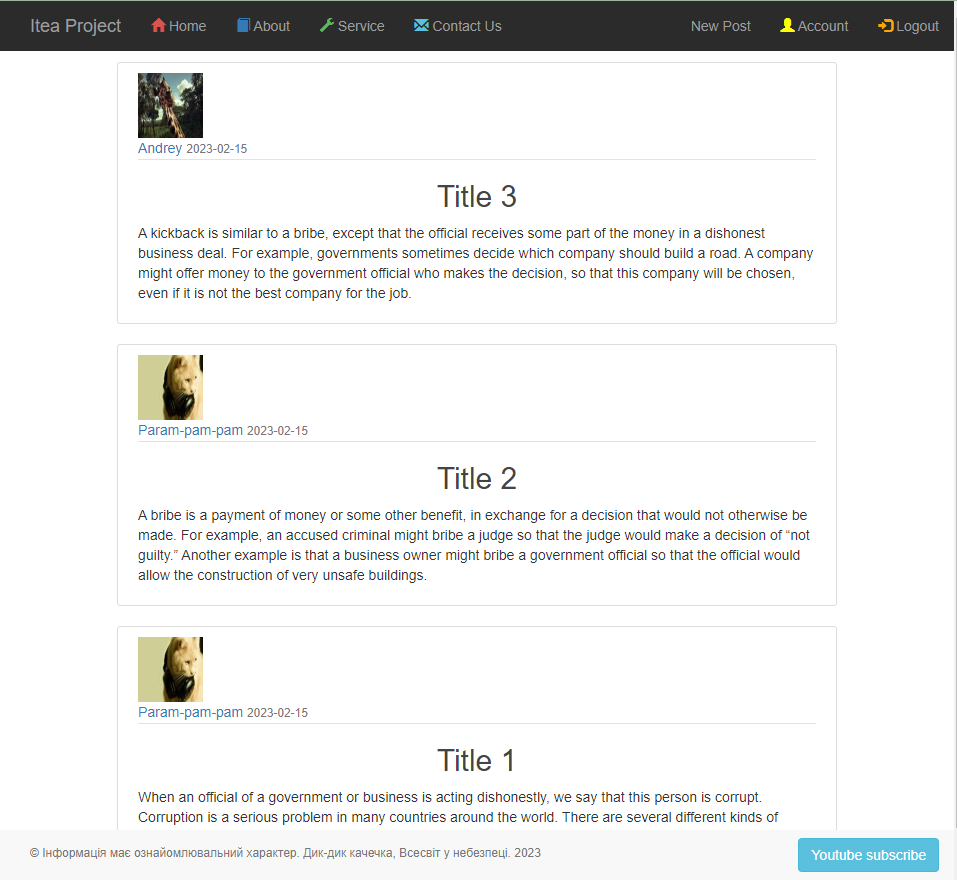 Itea Project Home About Service Contact Us New Post Account Logout
Andrey 2023-02-15
Title 3
A kickback is similar to a bribe, except that the official receives some part of the money in a dishonest
business deal. For example, governments sometimes decide which company should build a road. A company
might offer money to the government official who makes the decision, so that this company will be chosen,
even if it is not the best company for the job.
Param-pam-pam 2023-02-15
Title 2
A bribe is a payment of money or some other benefit, in exchange for a decision that would not otherwise be
made. For example, an accused criminal might bribe a judge so that the judge would make a decision of “not
guilty.” Another example is that a business owner might bribe a government official so that the official would
allow the construction of very unsafe buildings.
Param-pam-pam 2023-02-15
Title 1
When an official of a government or business is acting dishonestly, we say that this person is corrupt.
Corruption is a serious problem in many countries around the world. There are several different kinds of
© Інформація має ознайомлювальний характер. Дик-дик качечка, Всесвіт у небезпеці. 2023
Youtube subscribe